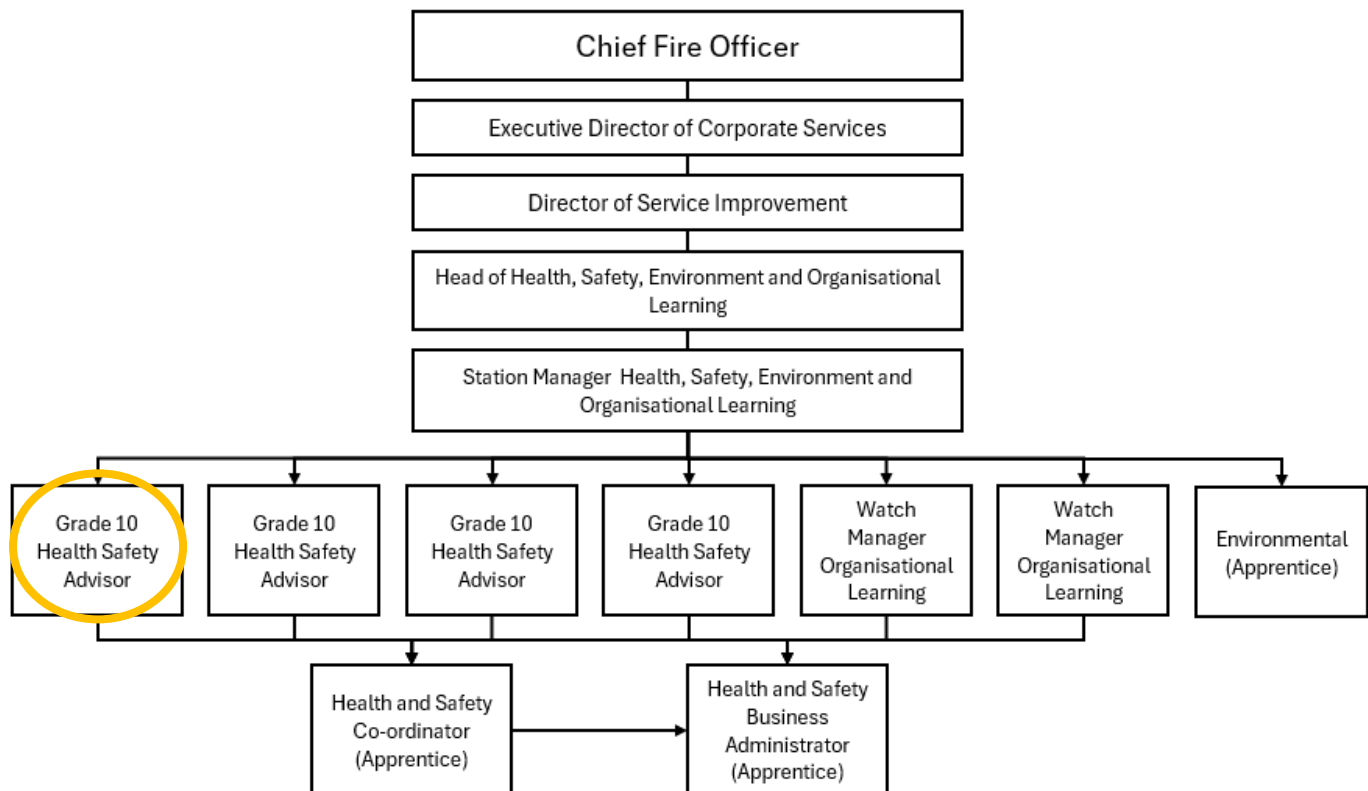 Chief Fire Officer
Executive Director of Corporate Services
Director of Service Improvement
Head of Health, Safety, Environment and Organisational
Learning
Station Manager Health, Safety, Environment and
Organisational Learning
Grade 10
Health Safety
Advisor
Grade 10
Health Safety
Advisor
Grade 10
Health Safety
Advisor
Grade 10
Health Safety
Advisor
Watch
Manager
Organisational
Learning
Watch
Manager
Organisational
Learning
Environmental
(Apprentice)
Health and Safety
Co-ordinator
(Apprentice)
Health and Safety
Business
Administrator
(Apprentice)